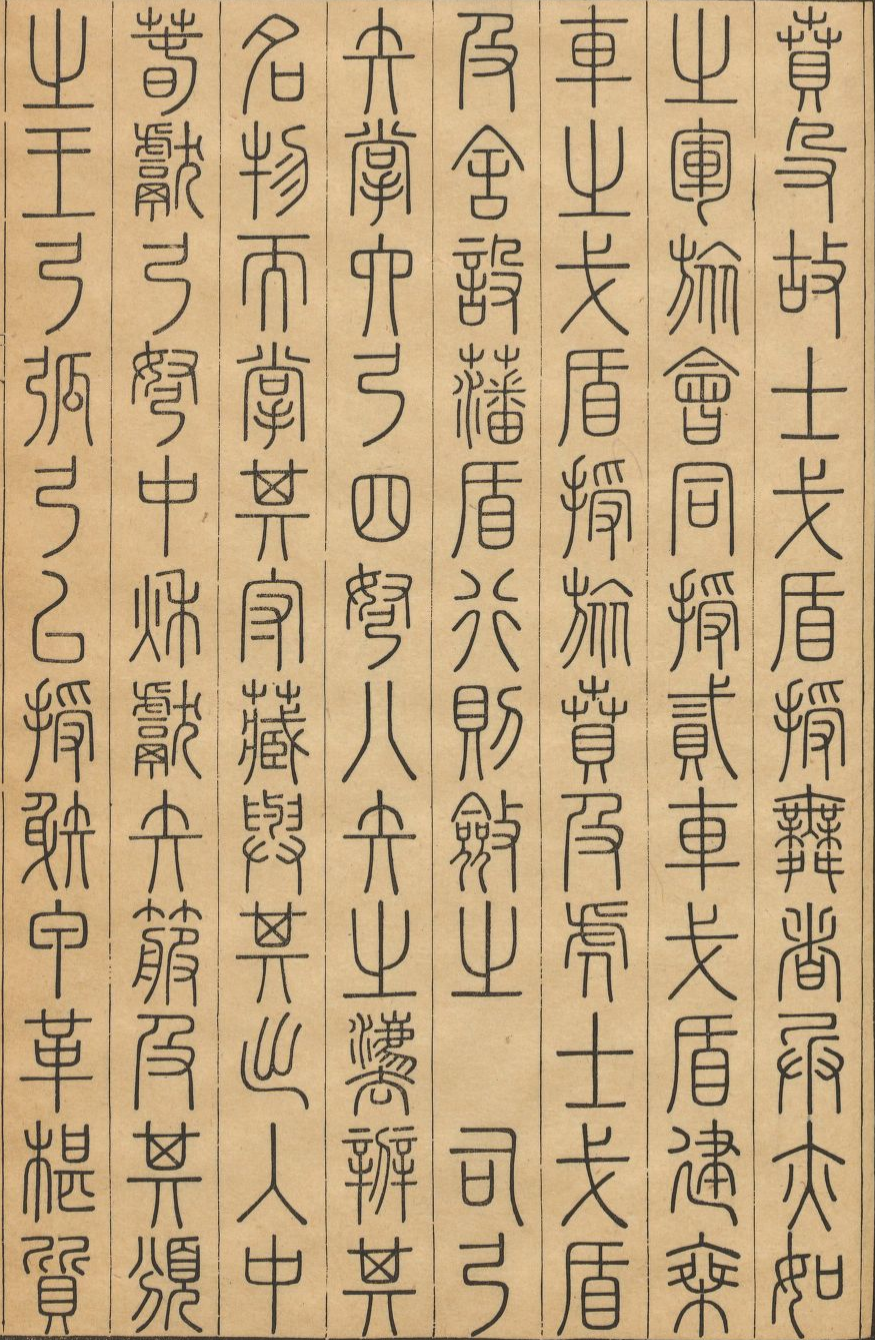 賁殳故士戈盾授舞者兵亦如
之軍旅會同授貳車戈盾建乘
車之戈盾授旅賁及虎士戈盾
及舍設藩盾行則斂之　司弓
矢掌六弓四弩八矢之灋辨其
名物而掌其守藏與其出入中
春獻弓弩中秋獻矢箙及其頒
之王弓弧弓以授䠶甲革椹質